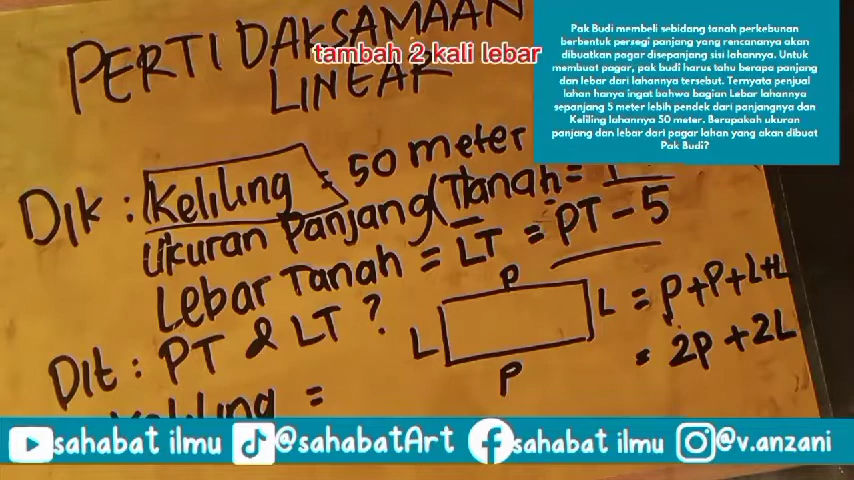 PERTIDAKSAMAAN
LINEAR
tambah 2 kali lebar
Pak Budi membeli sebidang tanah perkebunan
berbentuk persegi panjang yang rencananya akan
dibuatkan pagar disepanjang sisi lahannya. Untuk
membuat pagar, pak budi harus tahu berapa panjang
dan lebar dari lahannya tersebut. Ternyata penjual
lahan hanya ingat bahwa bagian Lebar lahannya
sepanjang 5 meter lebih pendek dari panjangnya dan
Keliling lahannya 50 meter. Berapakah ukuran
panjang dan lebar dari pagar lahan yang akan dibuat
Pak Budi?
DIK : Keliling = 50 meter
Ukuran Panjang Tanah =
Lebar Tanah = LT = PT - 5
DIt : PT & LT ?
P
L
L
P
= P + P + L + L
= 2P + 2L
Keliling =
sahabat ilmu @sahabatArt sahabat ilmu @v.anzani